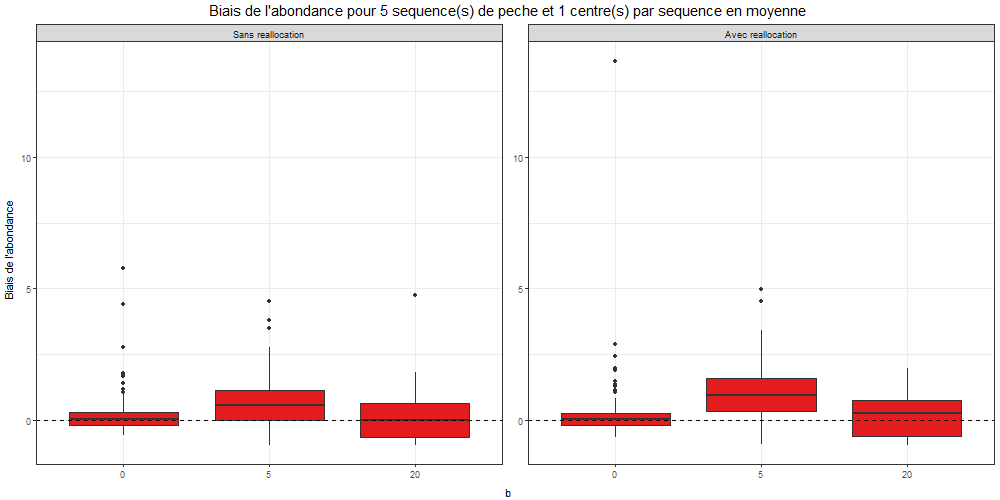 Biais de l'abondance pour 5 sequence(s) de peche et 1 centre(s) par sequence en moyenne
Sans reallocation
Avec reallocation
Biais de l'abondance
10
5
0
10
5
0
0
5
20
0
5
20
b